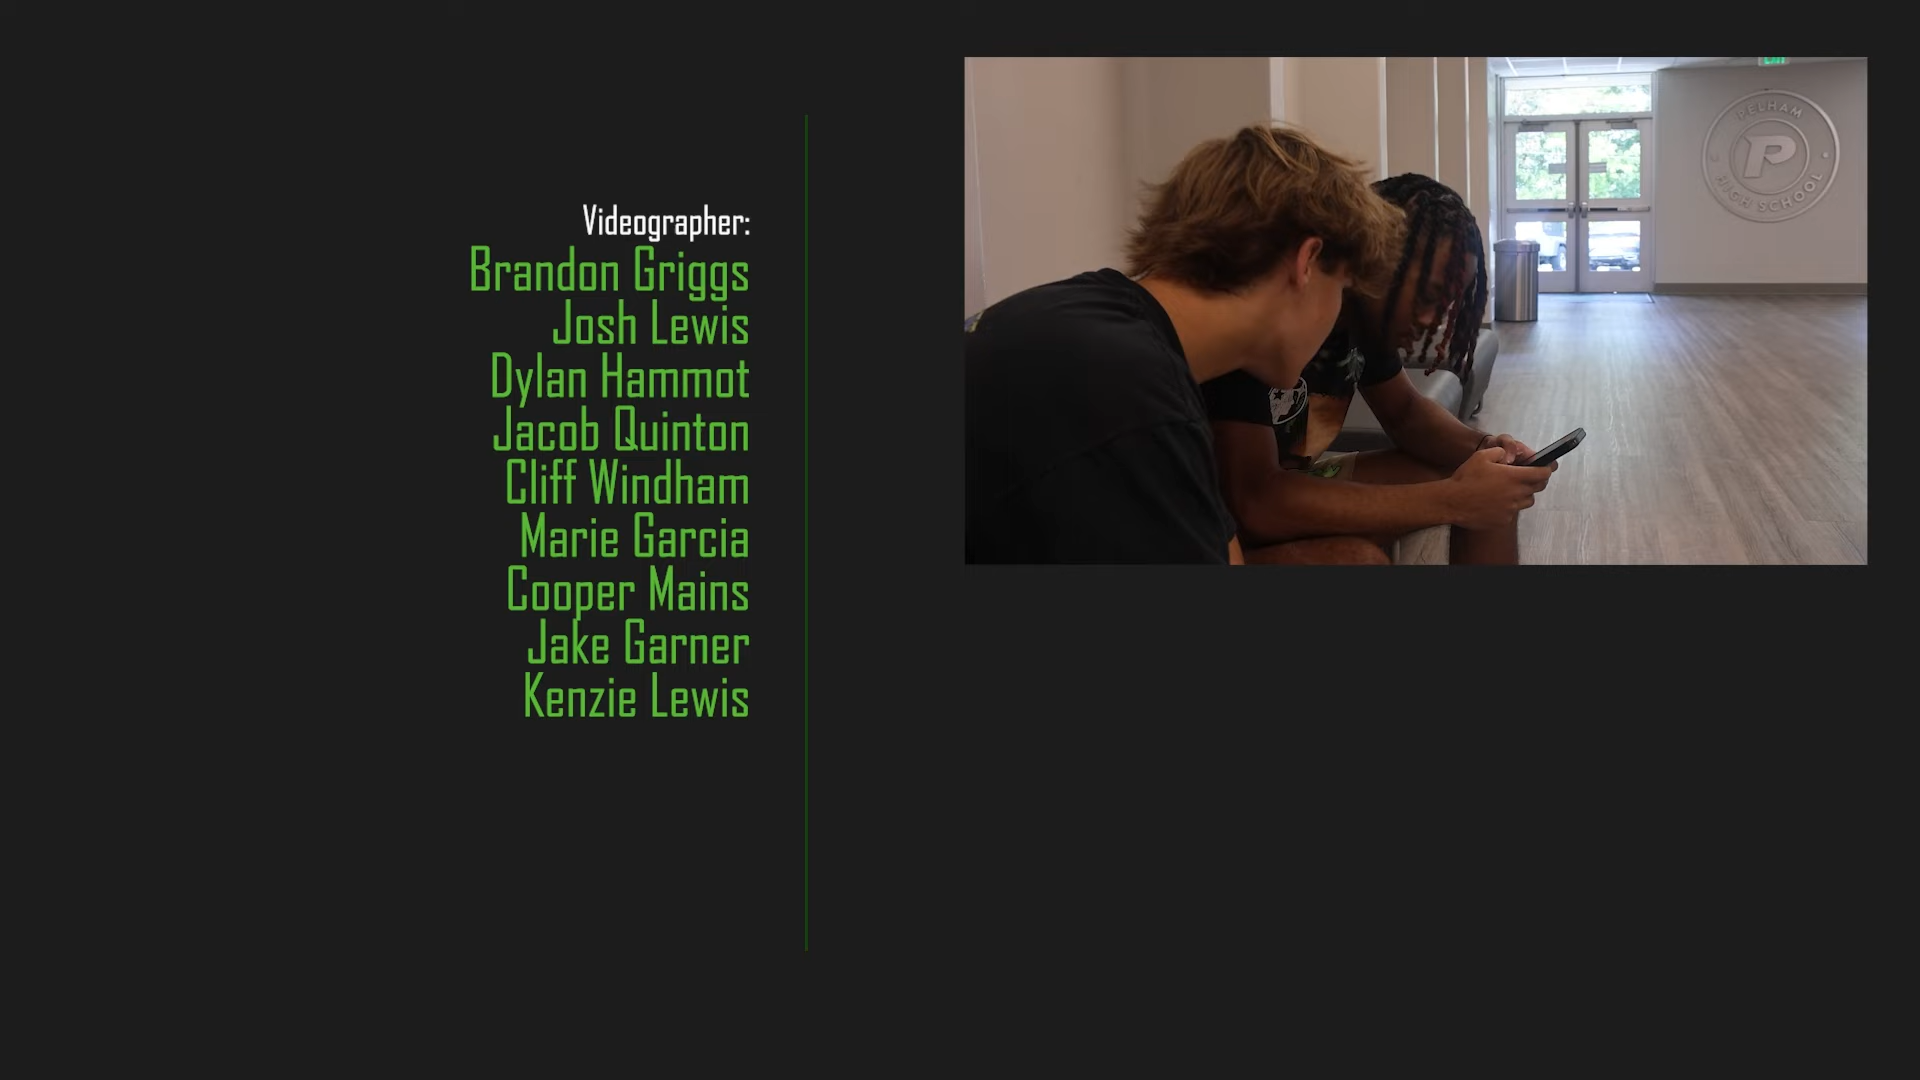 Videographer:
Brandon Griggs
Josh Lewis
Dylan Hammot
Jacob Quinton
Cliff Windham
Marie Garcia
Cooper Mains
Jake Garner
Kenzie Lewis
PELHAM
P
HIGH SCHOOL